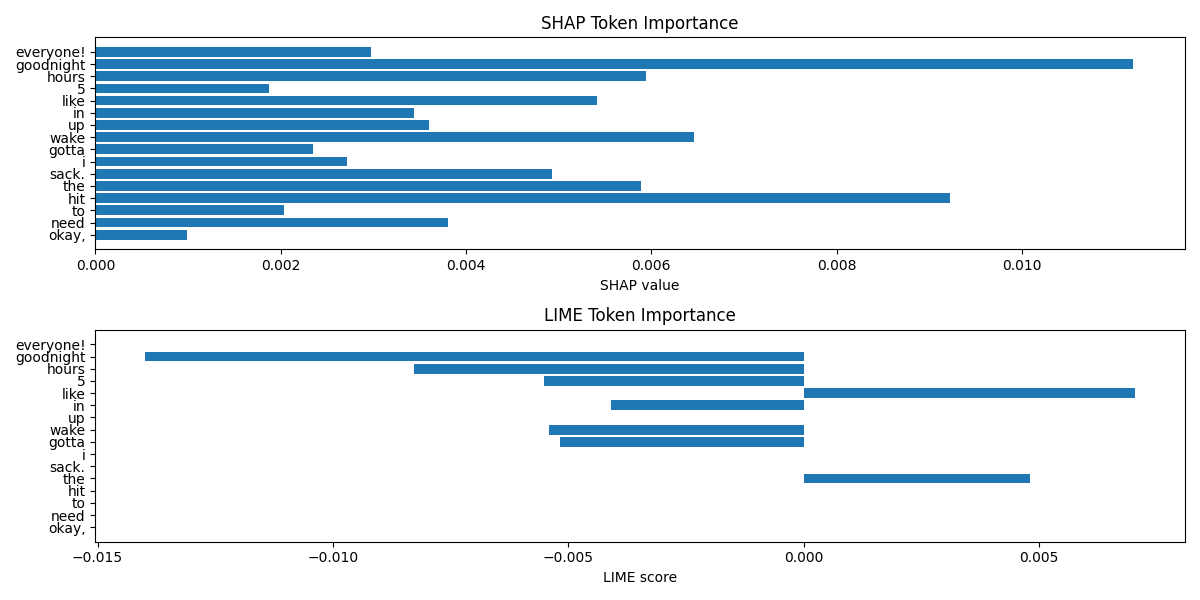 SHAP Token Importance
everyone!
goodnight
hours
5
like
in
up
wake
gotta
i
sack.
the
hit
to
need
okay,
0.000 0.002 0.004 0.006 0.008 0.010
SHAP value
LIME Token Importance
everyone!
goodnight
hours
5
like
in
up
wake
gotta
i
sack.
the
hit
to
need
okay,
−0.015 −0.010 −0.005 0.000 0.005
LIME score